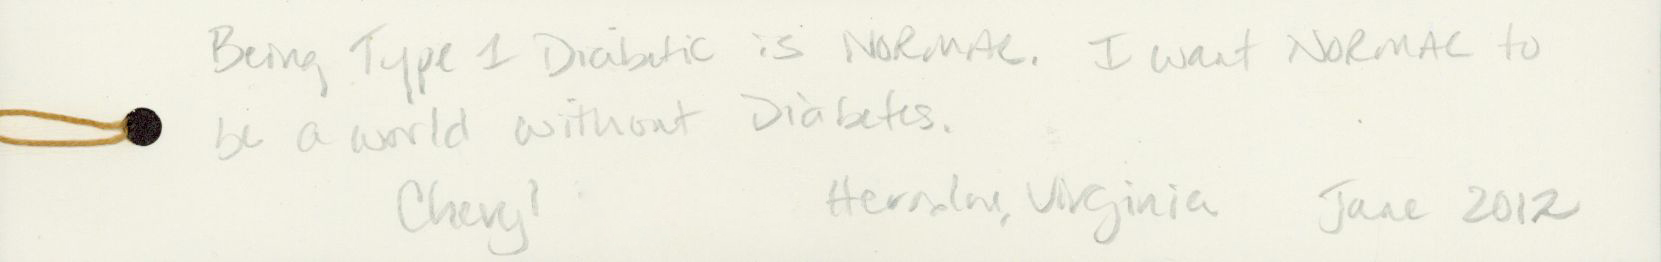 Being Type 1 Diabetic is NORMAL. I want NORMAL to
be a world without Diabetes.
Cheryl Herndon, Virginia June 2012